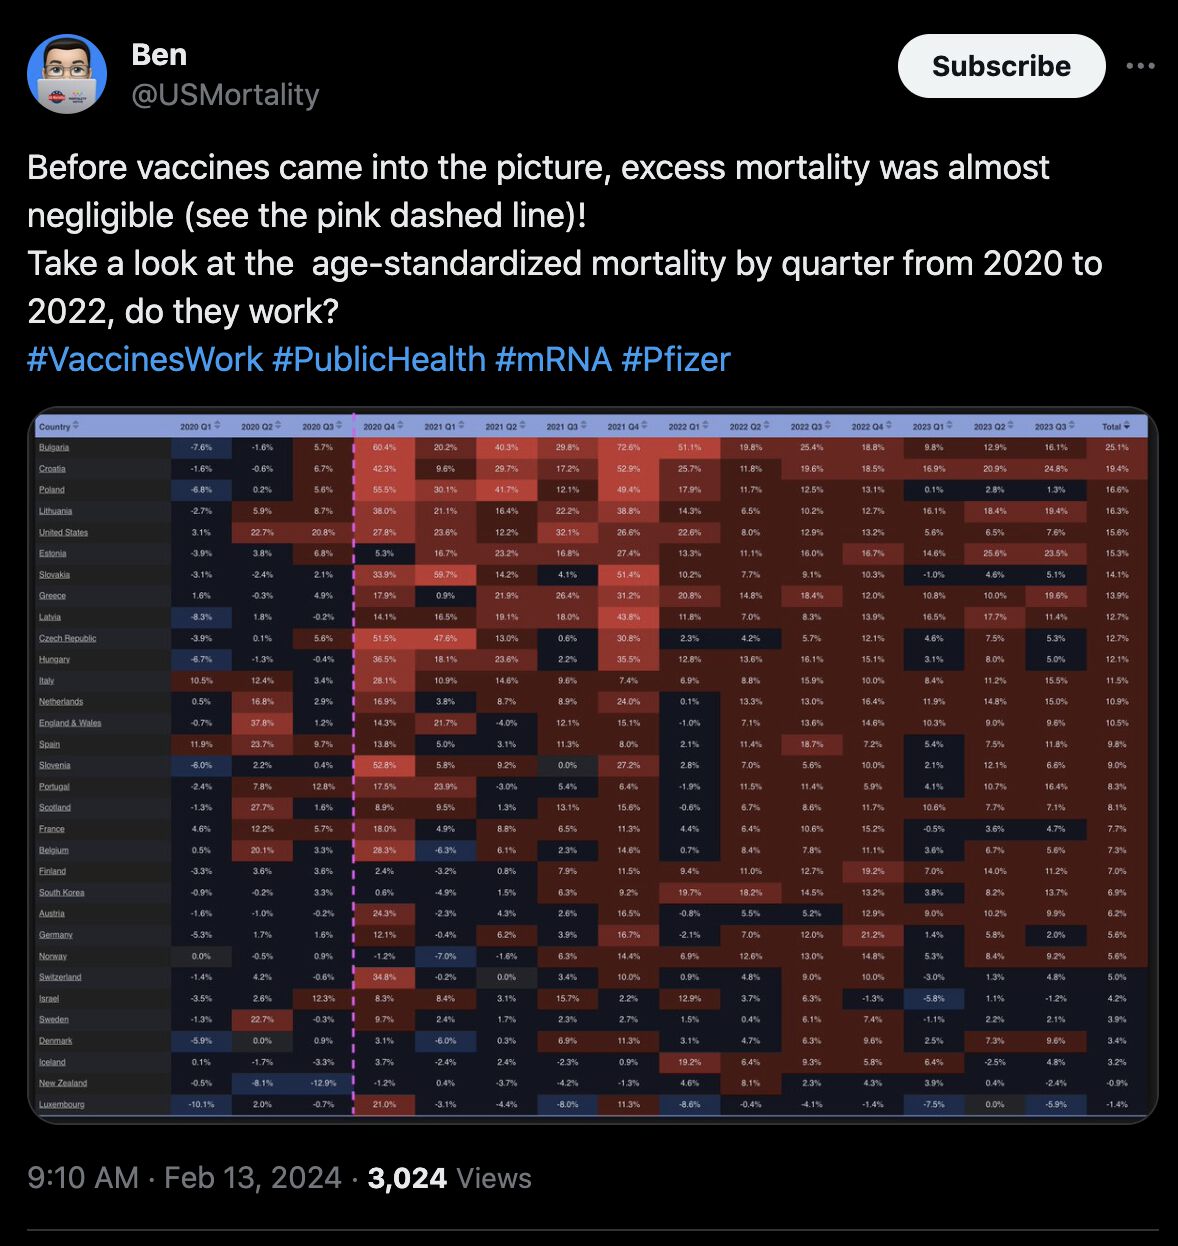 Ben
@USMortality
Subscribe
Before vaccines came into the picture, excess mortality was almost
negligible (see the pink dashed line)!
Take a look at the  age-standardized mortality by quarter from 2020 to
2022, do they work?
#VaccinesWork #PublicHealth #mRNA #Pfizer
Country 2020 Q1 2020 Q2 2020 Q3 2020 Q4 2021 Q1 2021 Q2 2021 Q3 2021 Q4 2022 Q1 2022 Q2 2022 Q3 2022 Q4 2023 Q1 2023 Q2 2023 Q3 Total
Bulgaria -7.6% -1.6% 5.7% 60.4% 20.2% 40.3% 29.8% 72.6% 51.1% 19.8% 25.4% 18.8% 9.8% 12.9% 16.1% 25.1%
Croatia -1.6% -0.6% 6.7% 42.3% 9.6% 29.7% 17.2% 52.9% 25.7% 11.8% 19.6% 18.5% 16.9% 20.9% 24.8% 19.4%
Poland -6.8% 0.2% 5.6% 55.5% 30.1% 41.7% 12.1% 49.4% 17.9% 11.7% 12.5% 13.1% 0.1% 2.8% 1.3% 16.6%
Lithuania -2.7% 5.9% 8.7% 38.0% 21.1% 16.4% 22.2% 38.8% 14.3% 6.5% 10.2% 12.7% 16.1% 18.4% 19.4% 16.3%
United States 3.1% 22.7% 20.8% 27.8% 23.6% 12.2% 32.1% 26.6% 22.6% 8.0% 12.9% 13.2% 5.6% 6.5% 7.6% 15.6%
Estonia -3.9% 3.8% 6.8% 5.3% 16.7% 23.2% 16.8% 27.4% 13.3% 11.1% 16.0% 16.7% 14.6% 25.6% 23.5% 15.3%
Slovakia -3.1% -2.4% 2.1% 33.9% 59.7% 14.2% 4.1% 51.4% 10.2% 7.7% 9.1% 10.3% -1.0% 4.6% 5.1% 14.1%
Greece 1.6% -0.3% 4.9% 17.9% 0.9% 21.9% 26.4% 31.2% 20.8% 14.8% 18.4% 12.0% 10.8% 10.0% 19.6% 13.9%
Latvia -8.3% 1.8% -0.2% 14.1% 16.5% 19.1% 18.0% 43.8% 11.8% 7.0% 8.3% 13.9% 16.5% 17.7% 11.4% 12.7%
Czech Republic -3.9% 0.1% 5.6% 51.5% 47.6% 13.0% 0.6% 30.8% 2.3% 4.2% 5.7% 12.1% 4.6% 7.5% 5.3% 12.7%
Hungary -6.7% -1.3% -0.4% 36.5% 18.1% 23.6% 2.2% 35.5% 12.8% 13.6% 16.1% 15.1% 3.1% 8.0% 5.0% 12.1%
Italy 10.5% 12.4% 3.4% 28.1% 10.9% 14.6% 9.6% 7.4% 6.9% 8.8% 15.9% 10.0% 8.4% 11.2% 15.5% 11.5%
Netherlands 0.5% 16.8% 2.9% 16.9% 3.8% 8.7% 8.9% 24.0% 0.1% 13.3% 13.0% 16.4% 11.9% 14.8% 15.0% 10.9%
England & Wales -0.7% 37.8% 1.2% 14.3% 21.7% -4.0% 12.1% 15.1% -1.0% 7.1% 13.6% 14.6% 10.3% 9.0% 9.6% 10.5%
Spain 11.9% 23.7% 9.7% 13.8% 5.0% 3.1% 11.3% 8.0% 2.1% 11.4% 18.7% 7.2% 5.4% 7.5% 11.8% 9.8%
Slovenia -6.0% 2.2% 0.4% 52.8% 5.8% 9.2% 0.0% 27.2% 2.8% 7.0% 5.6% 10.0% 2.1% 12.1% 6.6% 9.0%
Portugal -2.4% 7.8% 12.8% 17.5% 23.9% -3.0% 5.4% 6.4% -1.9% 11.5% 11.4% 5.9% 4.1% 10.7% 16.4% 8.3%
Scotland -1.3% 27.7% 1.6% 8.9% 9.5% 1.3% 13.1% 15.6% -0.6% 6.7% 8.6% 11.7% 10.6% 7.7% 7.1% 8.1%
France 4.6% 12.2% 5.7% 18.0% 4.9% 8.8% 6.5% 11.3% 4.4% 6.4% 10.6% 15.2% -0.5% 3.6% 4.7% 7.7%
Belgium 0.5% 20.1% 3.3% 28.3% -6.3% 6.1% 2.3% 14.6% 0.7% 8.4% 7.8% 11.1% 3.6% 6.7% 5.6% 7.3%
Finland -3.3% 3.6% 3.6% 2.4% -3.2% 0.8% 7.9% 11.5% 9.4% 11.0% 12.7% 19.2% 7.0% 14.0% 11.2% 7.0%
South Korea -0.9% -0.2% 3.3% 0.6% -4.9% 1.5% 6.3% 9.2% 19.7% 18.2% 14.5% 13.2% 3.8% 8.2% 13.7% 6.9%
Austria -1.6% -1.0% -0.2% 24.3% -2.3% 4.3% 2.6% 16.5% -0.8% 5.5% 5.2% 12.9% 9.0% 10.2% 9.9% 6.2%
Germany -5.3% 1.7% 1.6% 12.1% -0.4% 6.2% 3.9% 16.7% -2.1% 7.0% 12.0% 21.2% 1.4% 5.8% 2.0% 5.6%
Norway 0.0% -0.5% 0.9% -1.2% -7.0% -1.6% 6.3% 14.4% 6.9% 12.6% 13.0% 14.8% 5.3% 8.4% 9.2% 5.6%
Switzerland -1.4% 4.2% -0.6% 34.8% -0.2% 0.0% 3.4% 10.0% 0.9% 4.8% 9.0% 10.0% -3.0% 1.3% 4.8% 5.0%
Israel -3.5% 2.6% 12.3% 8.3% 8.4% 3.1% 15.7% 2.2% 12.9% 3.7% 6.3% -1.3% -5.8% 1.1% -1.2% 4.2%
Sweden -1.3% 22.7% -0.3% 9.7% 2.4% 1.7% 2.3% 2.7% 1.5% 0.4% 6.1% 7.4% -1.1% 2.2% 2.1% 3.9%
Denmark -5.9% 0.0% 0.9% 3.1% -6.0% 0.3% 6.9% 11.3% 3.1% 4.7% 6.3% 9.6% 2.5% 7.3% 9.6% 3.4%
Iceland 0.1% -1.7% -3.3% 3.7% -2.4% 2.4% -2.3% 0.9% 19.2% 6.4% 9.3% 5.8% 6.4% -2.5% 4.8% 3.2%
New Zealand -0.5% -8.1% -12.9% -1.2% 0.4% -3.7% -4.2% -1.3% 4.6% 8.1% 2.3% 4.3% 3.9% 0.4% -2.4% -0.9%
Luxembourg -10.1% 2.0% -0.7% 21.0% -3.1% -4.4% -8.0% 11.3% -8.6% -0.4% -4.1% -1.4% -7.5% 0.0% -5.9% -1.4%
9:10 AM · Feb 13, 2024 · 3,024 Views